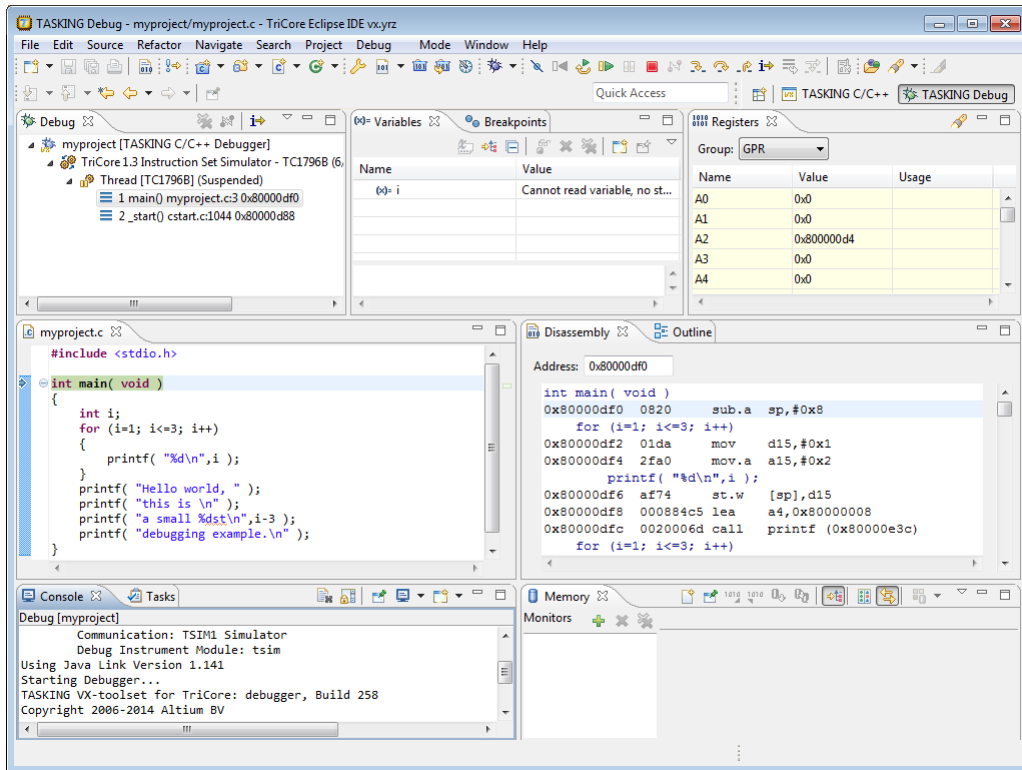 TASKING Debug - myproject/myproject.c - TriCore Eclipse IDE vx.yrz
File Edit Source Refactor Navigate Search Project Debug Mode Window Help
Quick Access
TASKING C/C++
TASKING Debug
Debug
myproject [TASKING C/C++ Debugger]
TriCore1.3 Instruction Set Simulator - TC1796B (6,
Thread [TC1796B] (Suspended)
1 main() myproject.c:3 0x80000df0
2 _start() cstart.c:1044 0x80000d88
(x)= Variables
Breakpoints
Name Value
(x)= i Cannot read variable, no st...
1010 0101 Registers
Group: GPR
Name Value Usage
A0 0x0
A1 0x0
A2 0x800000d4
A3 0x0
A4 0x0
myproject.c
#include <stdio.h>
int main( void )
{
int i;
for (i=1; i<=3; i++)
{
printf( "%d\n",i );
}
printf( "Hello world, " );
printf( "this is \n" );
printf( "a small %dst\n",i-3 );
printf( "debugging example.\n" );
}
Disassembly
Outline
Address: 0x80000df0
int main( void )
0x80000df0 0820 sub.a sp,#0x8
for (i=1; i<=3; i++)
0x80000df2 01da mov d15,#0x1
0x80000df4 2fa0 mov.a a15,#0x2
printf( "%d\n",i );
0x80000df6 af74 st.w [sp],d15
0x80000df8 000884c5 lea a4,0x80000008
0x80000dfc 0020006d call printf (0x80000e3c)
for (i=1; i<=3; i++)
Console
Tasks
Debug [myproject]
Communication: TSIM1 Simulator
Debug Instrument Module: tsim
Using Java Link Version 1.141
Starting Debugger...
TASKING VX-toolset for TriCore: debugger, Build 258
Copyright 2006-2014 Altium BV
Memory
Monitors